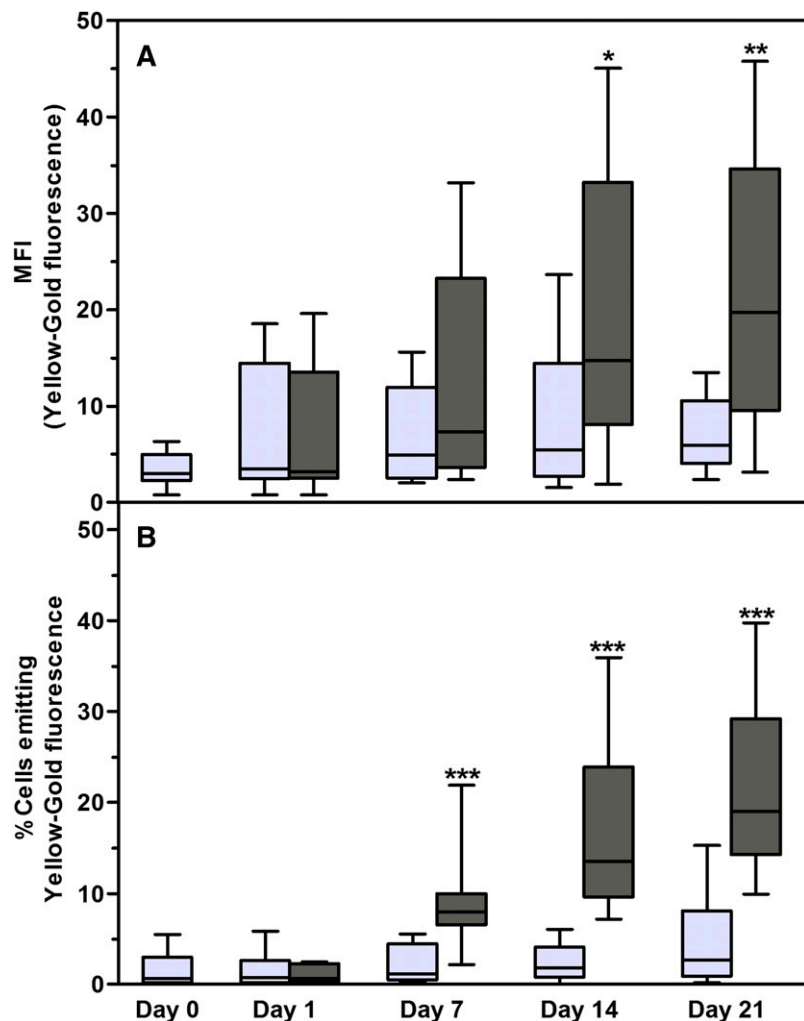 50
A
*
**
40
MFI
(Yellow-Gold fluorescence)
30
20
10
0
50
B
% Cells emitting
Yellow-Gold fluorescence
40
***
***
30
***
20
10
0
Day 0 Day 1 Day 7 Day 14 Day 21